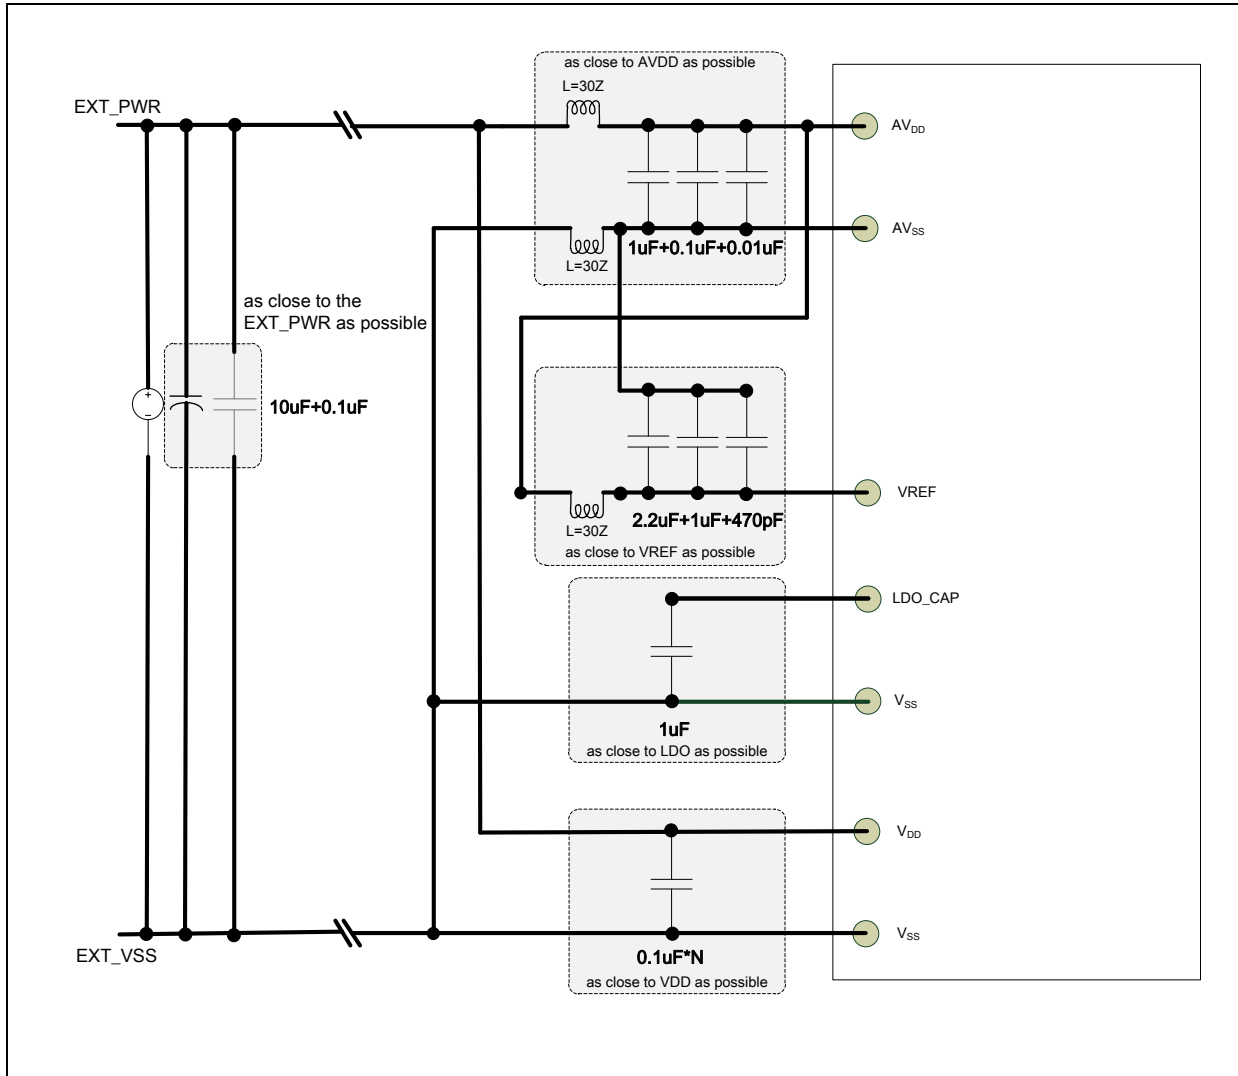 as close to AVDD as possible
L=30Z
EXT_PWR
AVDD
AVSS
1uF+0.1uF+0.01uF
L=30Z
as close to the
EXT_PWR as possible
+
−
10uF+0.1uF
VREF
2.2uF+1uF+470pF
L=30Z
as close to VREF as possible
LDO_CAP
VSS
1uF
as close to LDO as possible
VDD
VSS
EXT_VSS
0.1uF*N
as close to VDD as possible